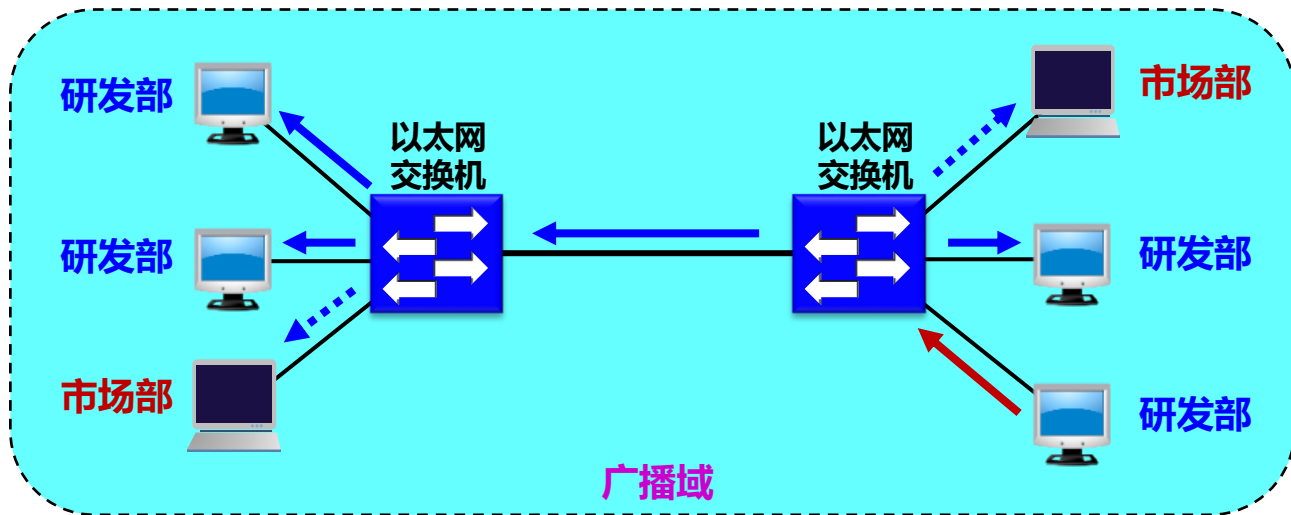 研发部
以太网
交换机
以太网
交换机
市场部
研发部
研发部
市场部
研发部
广播域